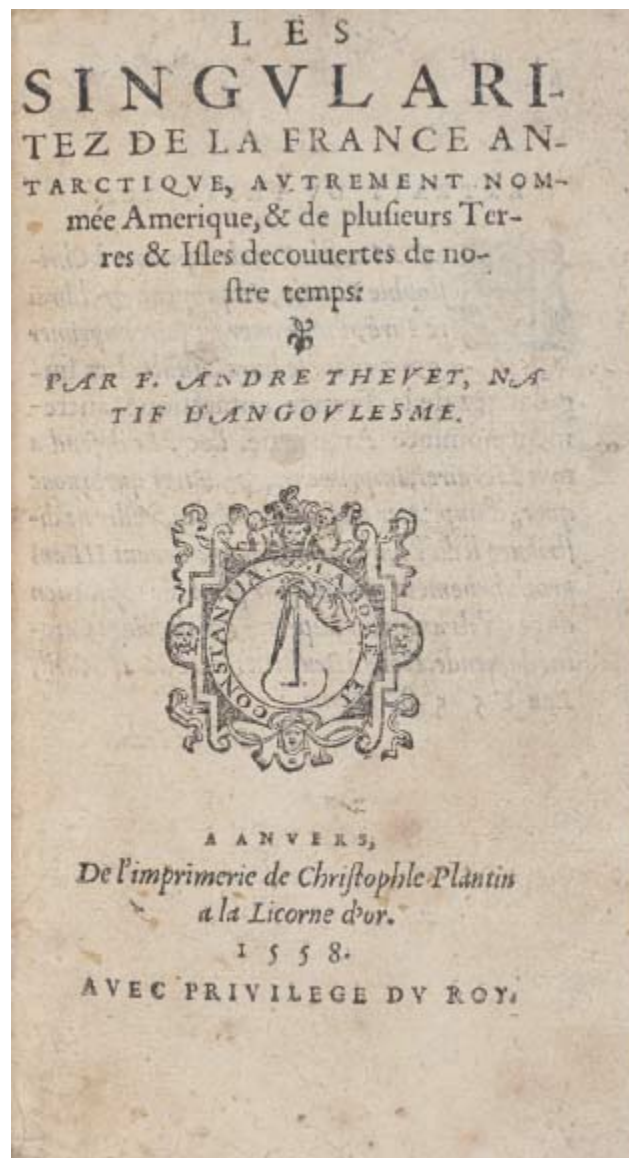 LES
SINGVLARI-
TEZ DE LA FRANCE AN-
TARCTIQVE, AVTREMENT NOM-
mée Amerique, & de pluſieurs Ter-
res & Iſles decouuertes de no-
ſtre temps:
PAR F. ANDRE THEVET, NA
TIF D'ANGOVLESME.
CONSTANTIA LABORE ET
A ANVERS,
De l'imprimerie de Chriſtophle Plantin
a la Licorne d'or.
1558.
AVEC PRIVILEGE DV ROY.